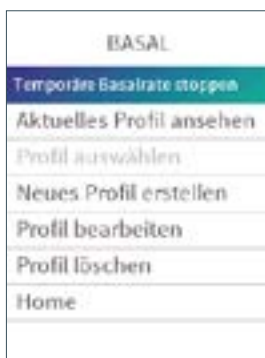 BASAL
Temporäre Basalrate stoppen
Aktuelles Profil ansehen
Profil auswählen
Neues Profil erstellen
Profil bearbeiten
Profil löschen
Home